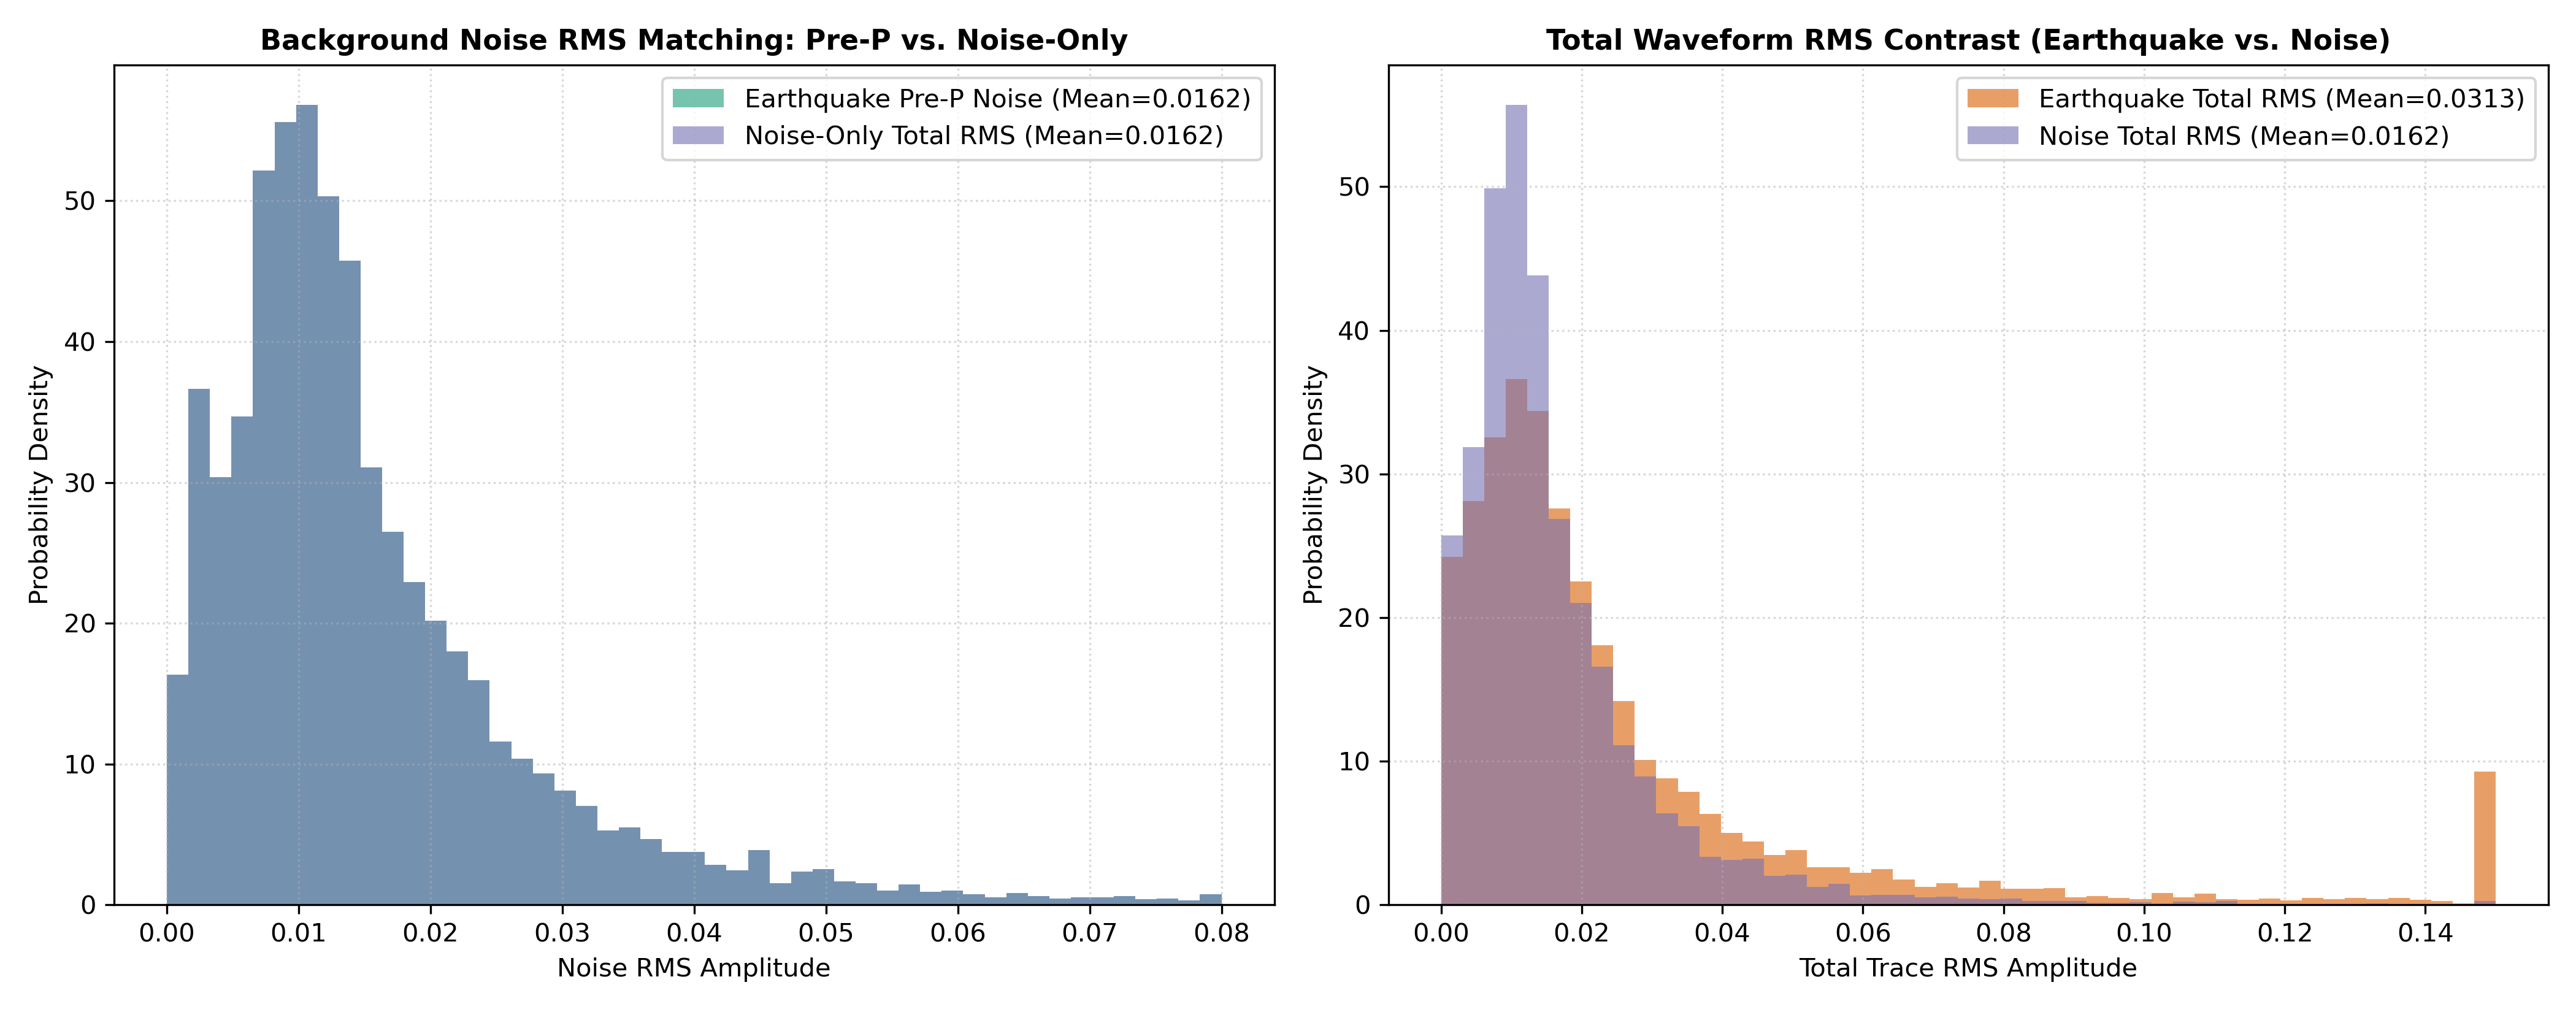 Background Noise RMS Matching: Pre-P vs. Noise-Only
Earthquake Pre-P Noise (Mean=0.0162)
Noise-Only Total RMS (Mean=0.0162)
Probability Density
50
40
30
20
10
0
0.00 0.01 0.02 0.03 0.04 0.05 0.06 0.07 0.08
Noise RMS Amplitude
Total Waveform RMS Contrast (Earthquake vs. Noise)
Earthquake Total RMS (Mean=0.0313)
Noise Total RMS (Mean=0.0162)
Probability Density
50
40
30
20
10
0
0.00 0.02 0.04 0.06 0.08 0.10 0.12 0.14
Total Trace RMS Amplitude